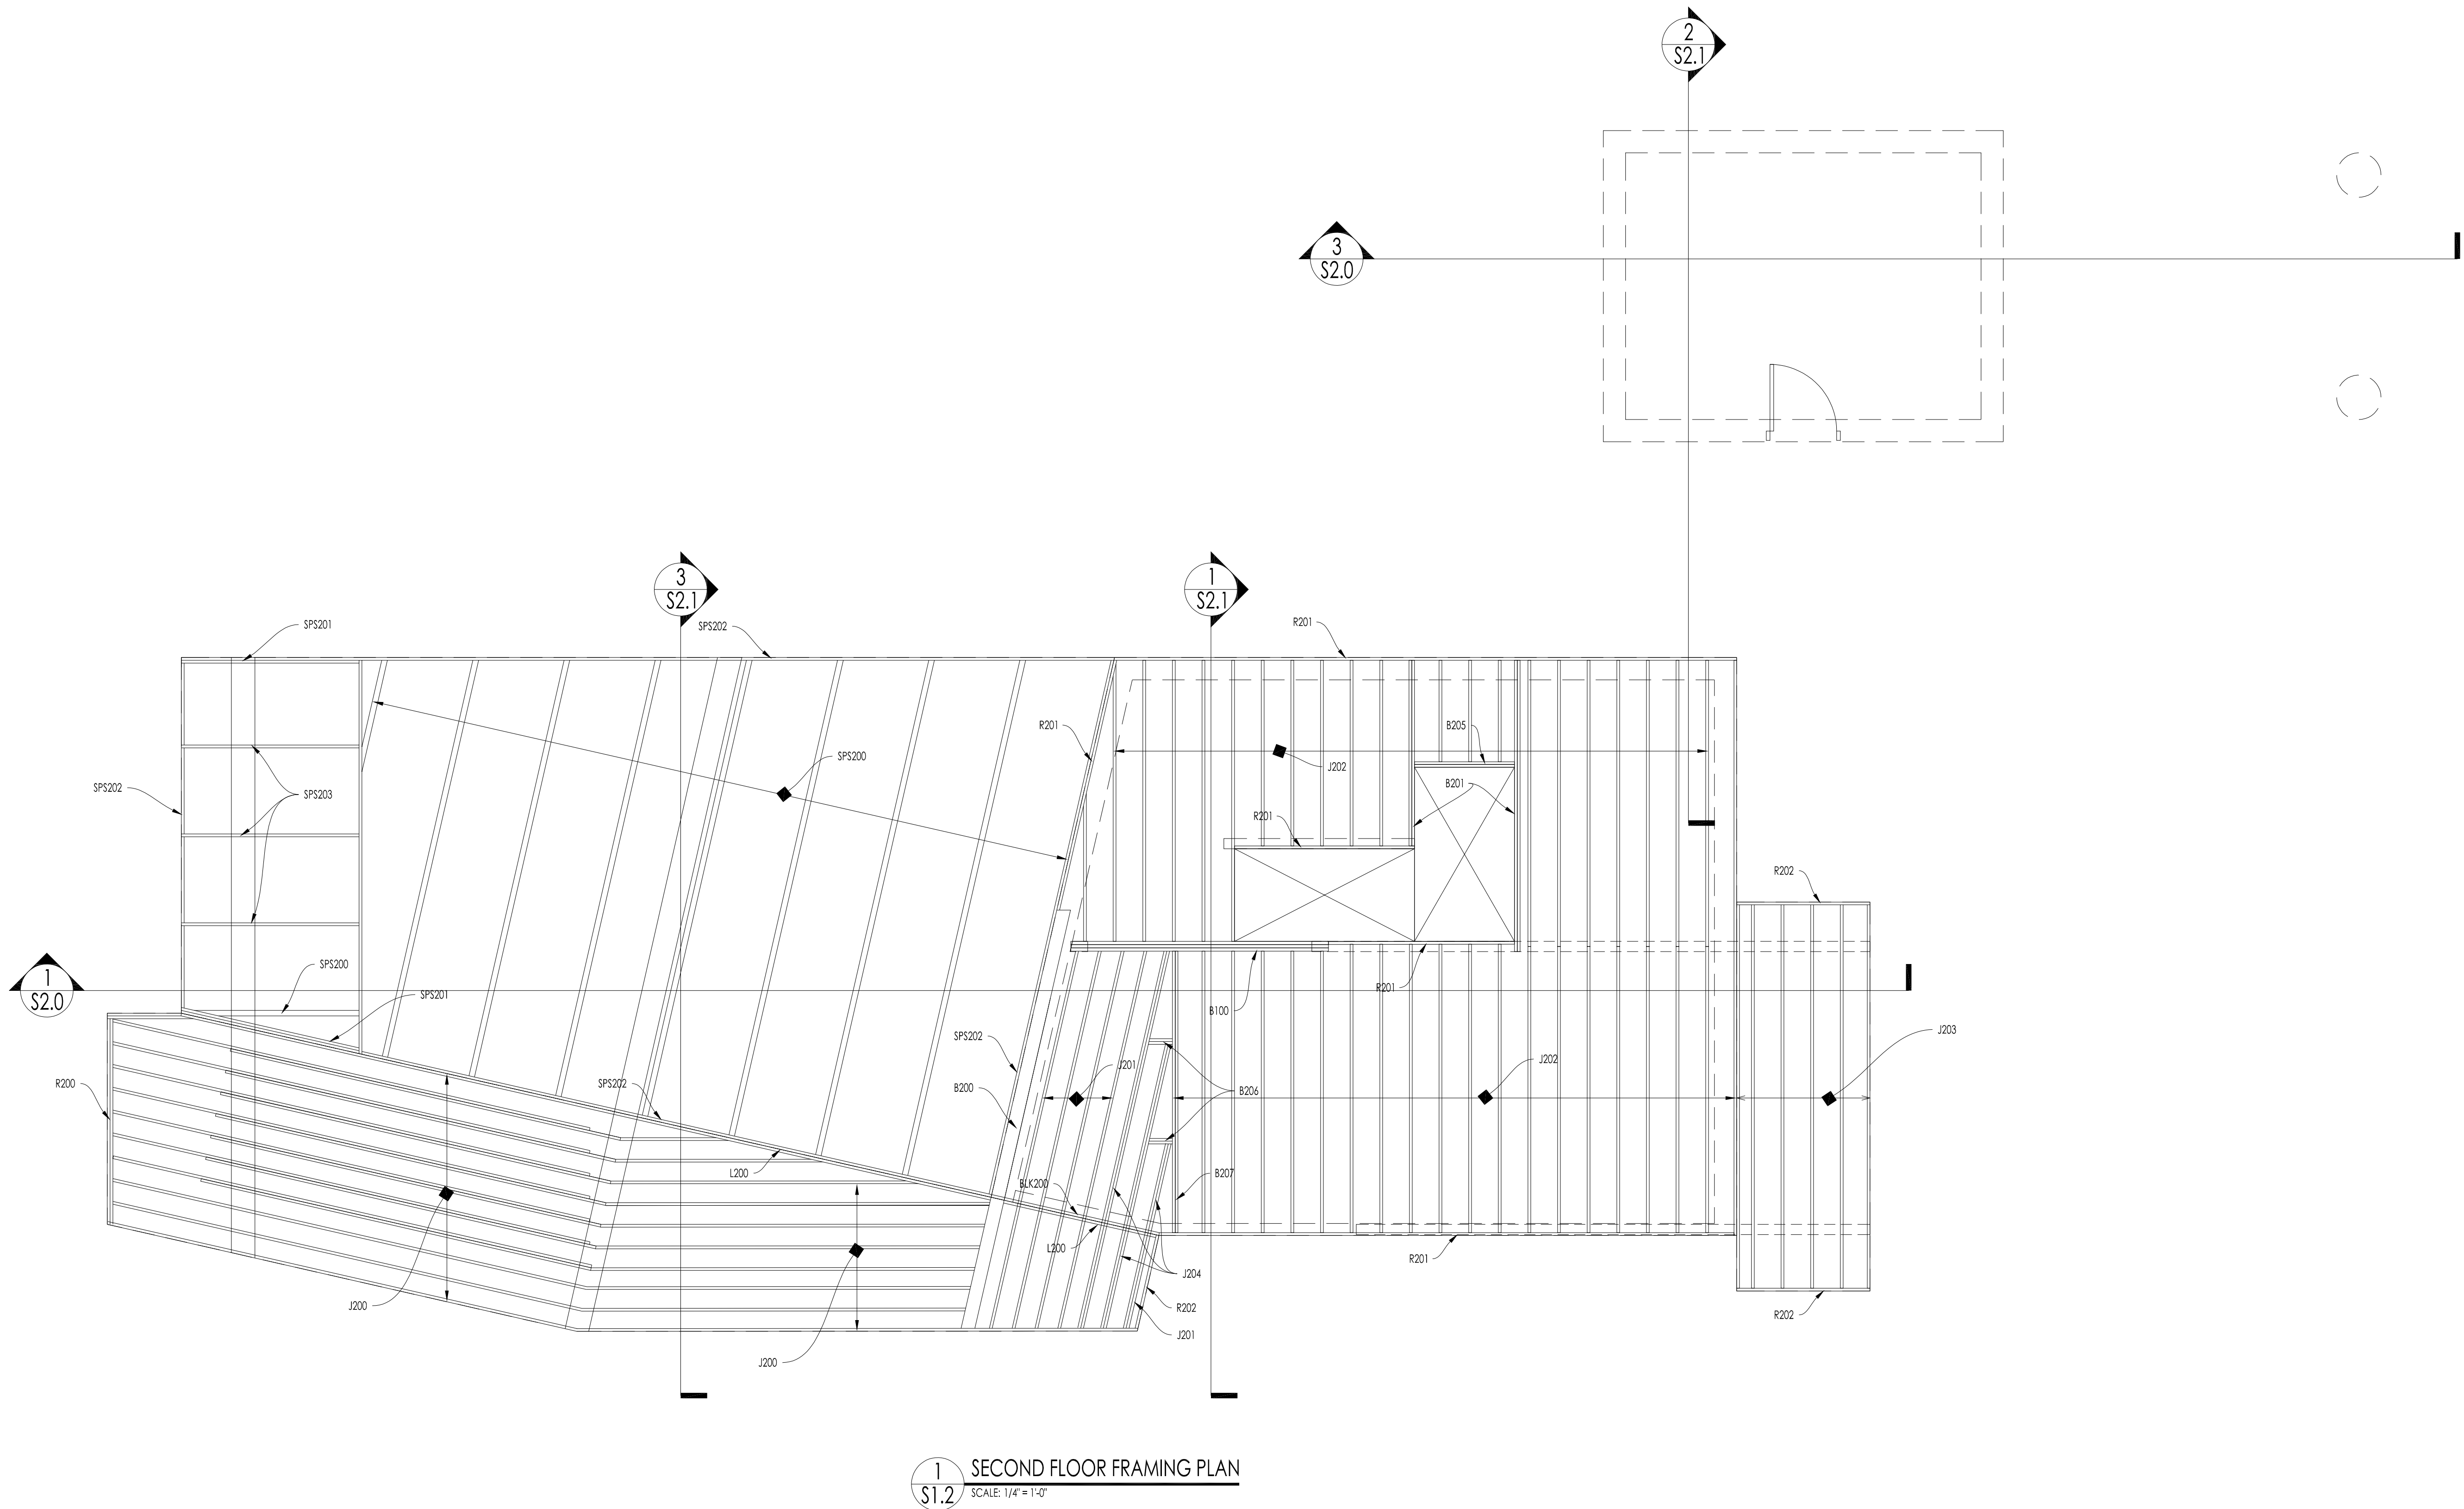 2
S2.1
3
S2.0
3
S2.1
1
S2.1
SPS201
SPS202
R201
R201
B205
SPS200
J202
B201
SPS202
SPS203
R201
R202
SPS200
1
S2.0
R201
SPS201
B100
J203
SPS202
J202
J201
R200
SPS202
B200
B206
L200
B207
BLK200
L200
R201
J204
J200
R202
R202
J201
J200
1
S1.2
SECOND FLOOR FRAMING PLAN
SCALE: 1/4" = 1'-0"